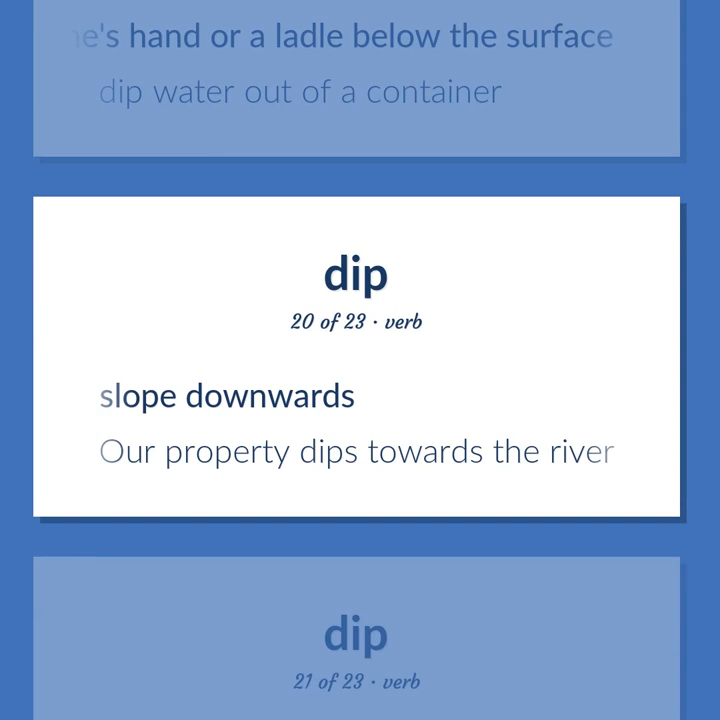 's hand or a ladle below the surface
dip water out of a container
dip
20 of 23 · verb
slope downwards
Our property dips towards the river
dip
21 of 23 · verb